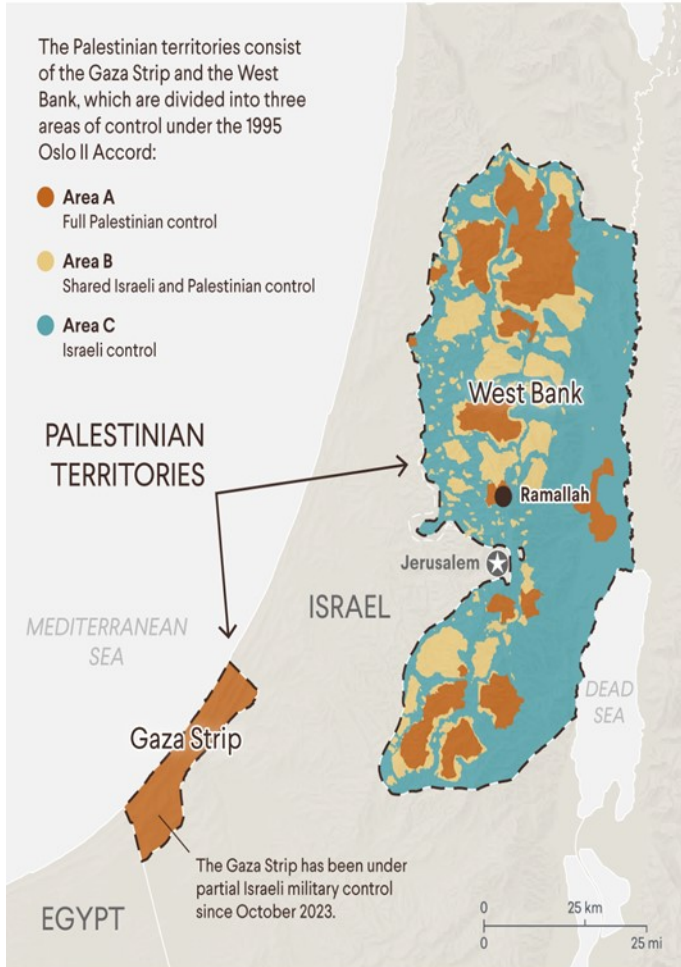 The Palestinian territories consist
of the Gaza Strip and the West
Bank, which are divided into three
areas of control under the 1995
Oslo II Accord:
Area A
Full Palestinian control
Area B
Shared Israeli and Palestinian control
Area C
Israeli control
PALESTINIAN
TERRITORIES
West Bank
Ramallah
Jerusalem
ISRAEL
MEDITERRANEAN
SEA
DEAD
SEA
Gaza Strip
The Gaza Strip has been under
partial Israeli military control
since October 2023.
EGYPT
0 25 km
0 25 mi